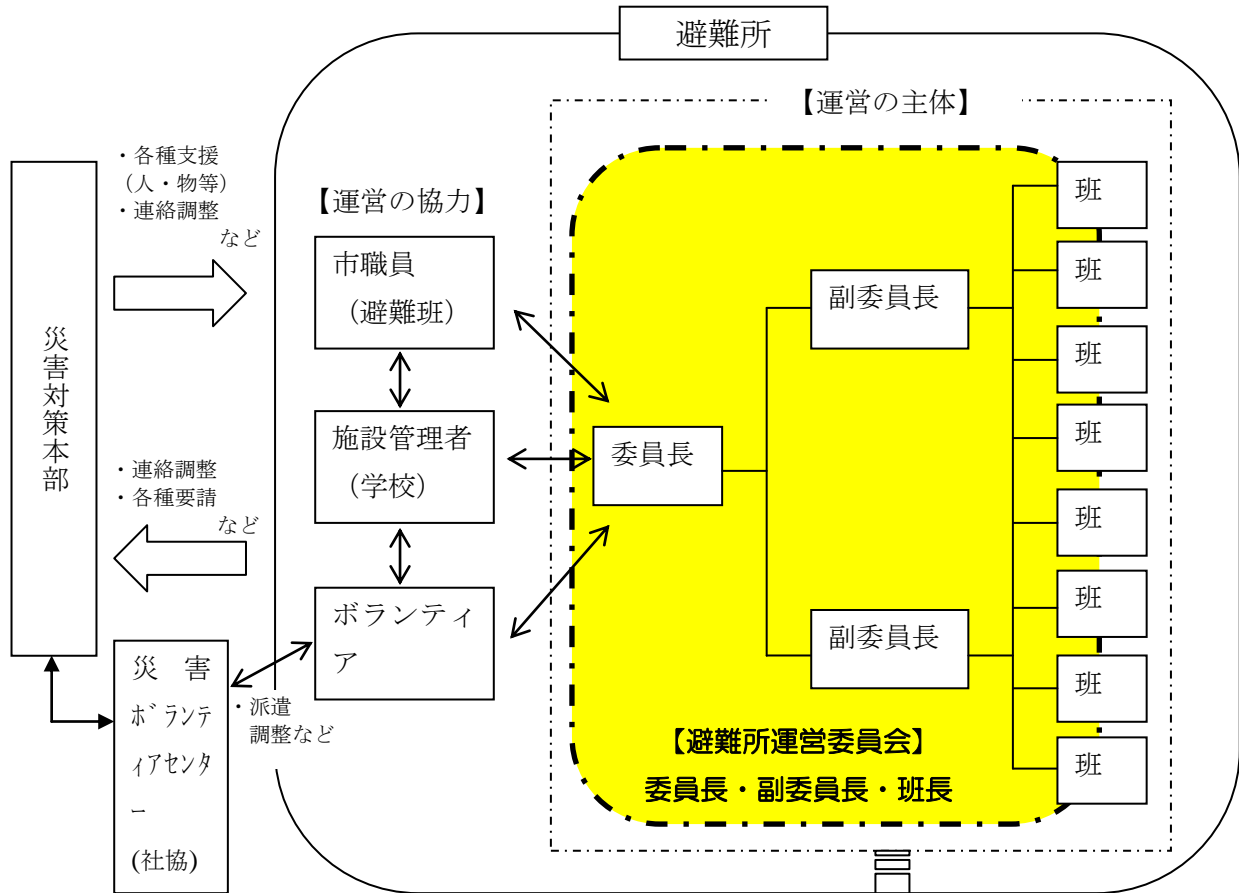 避難所
【運営の主体】
・各種支援
(人・物等)
・連絡調整
など
【運営の協力】
災害対策本部
市職員
(避難班)
施設管理者
(学校)
・連絡調整
・各種要請
など
ボランティ
ア
災 害
ボランテ
ィアセンタ
ー
(社協)
・派遣
調整など
委員長
副委員長
副委員長
班
班
班
班
班
班
班
班
【避難所運営委員会】
委員長・副委員長・班長